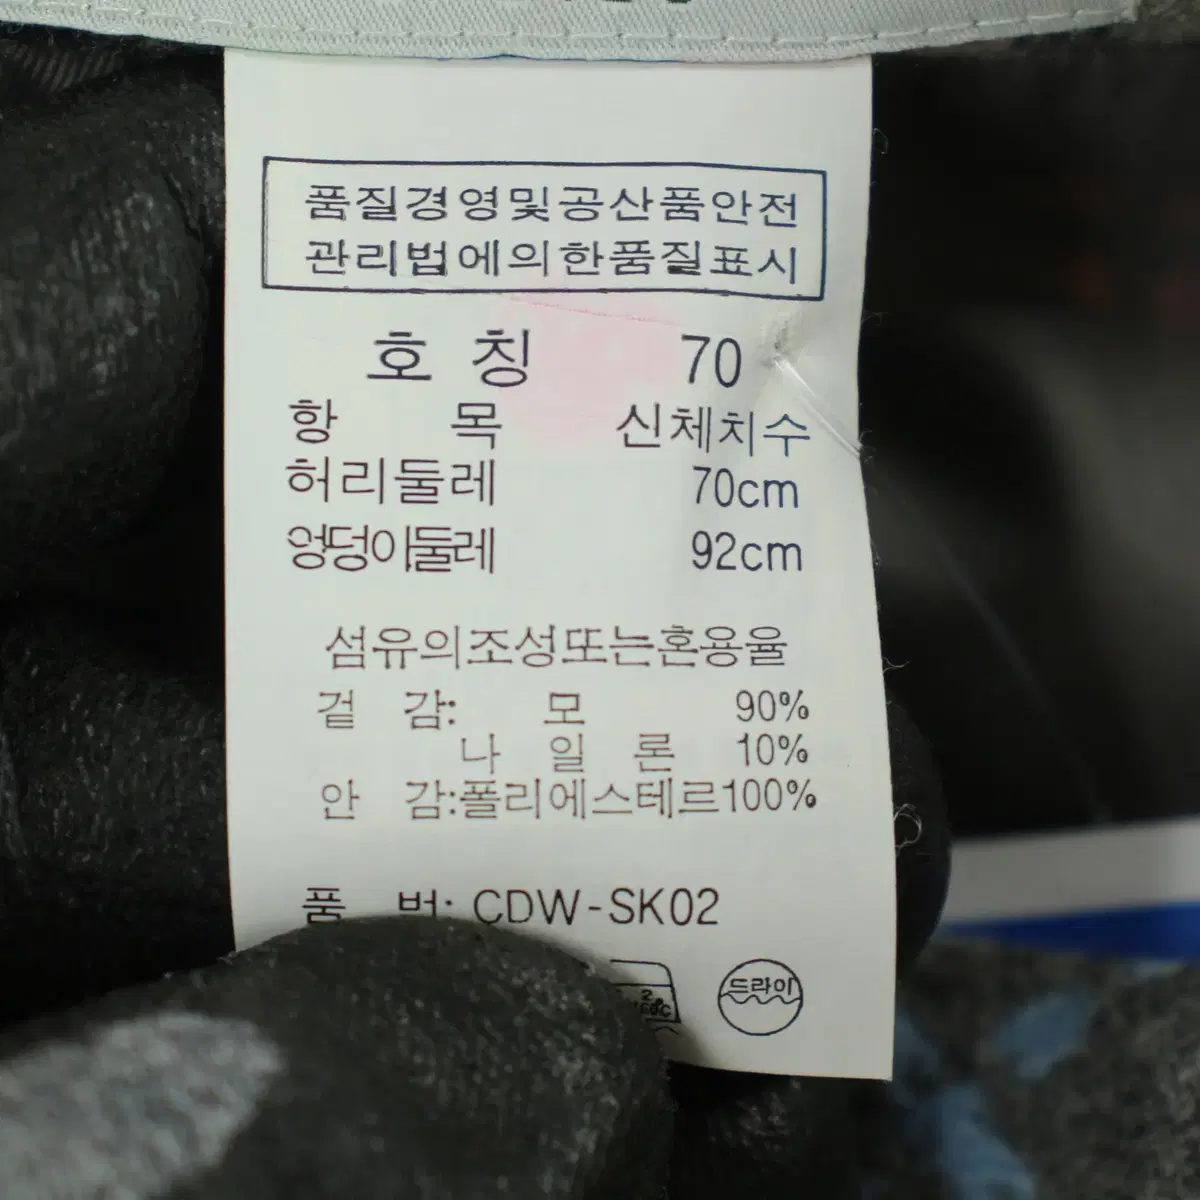 품질경영및공산품안전
관리법에의한품질표시
호 칭 70
항 목 신체치수
허리둘레 70cm
엉덩이둘레 92cm
섬유의조성또는혼용율
겉 감: 모 90%
나 일 론 10%
안 감:폴리에스테르100%
품 번: CDW-SK02
드라이